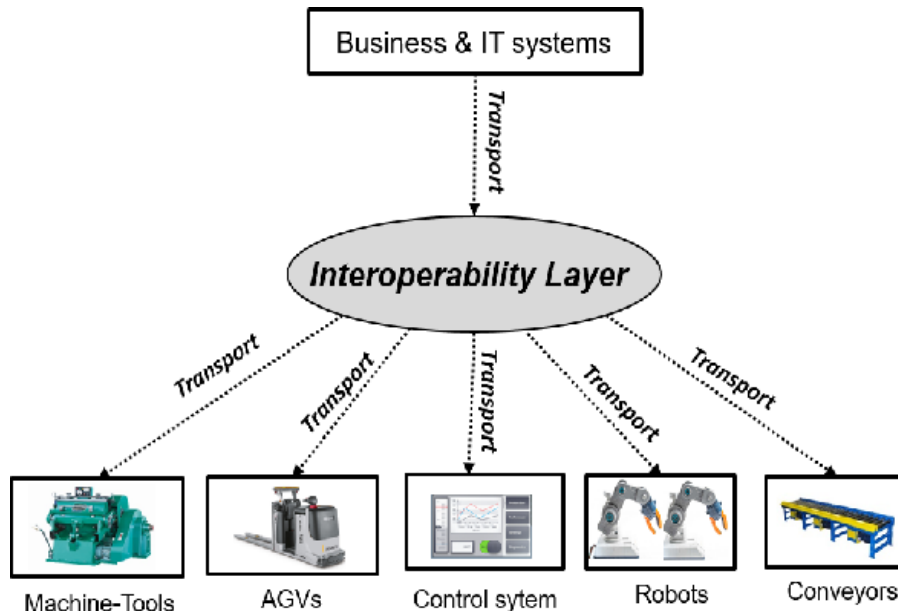 Business & IT systems
Transport
Interoperability Layer
Transport
Transport
Transport
Transport
Transport
Machine-Tools
AGVs
Control sytem
Robots
Conveyors